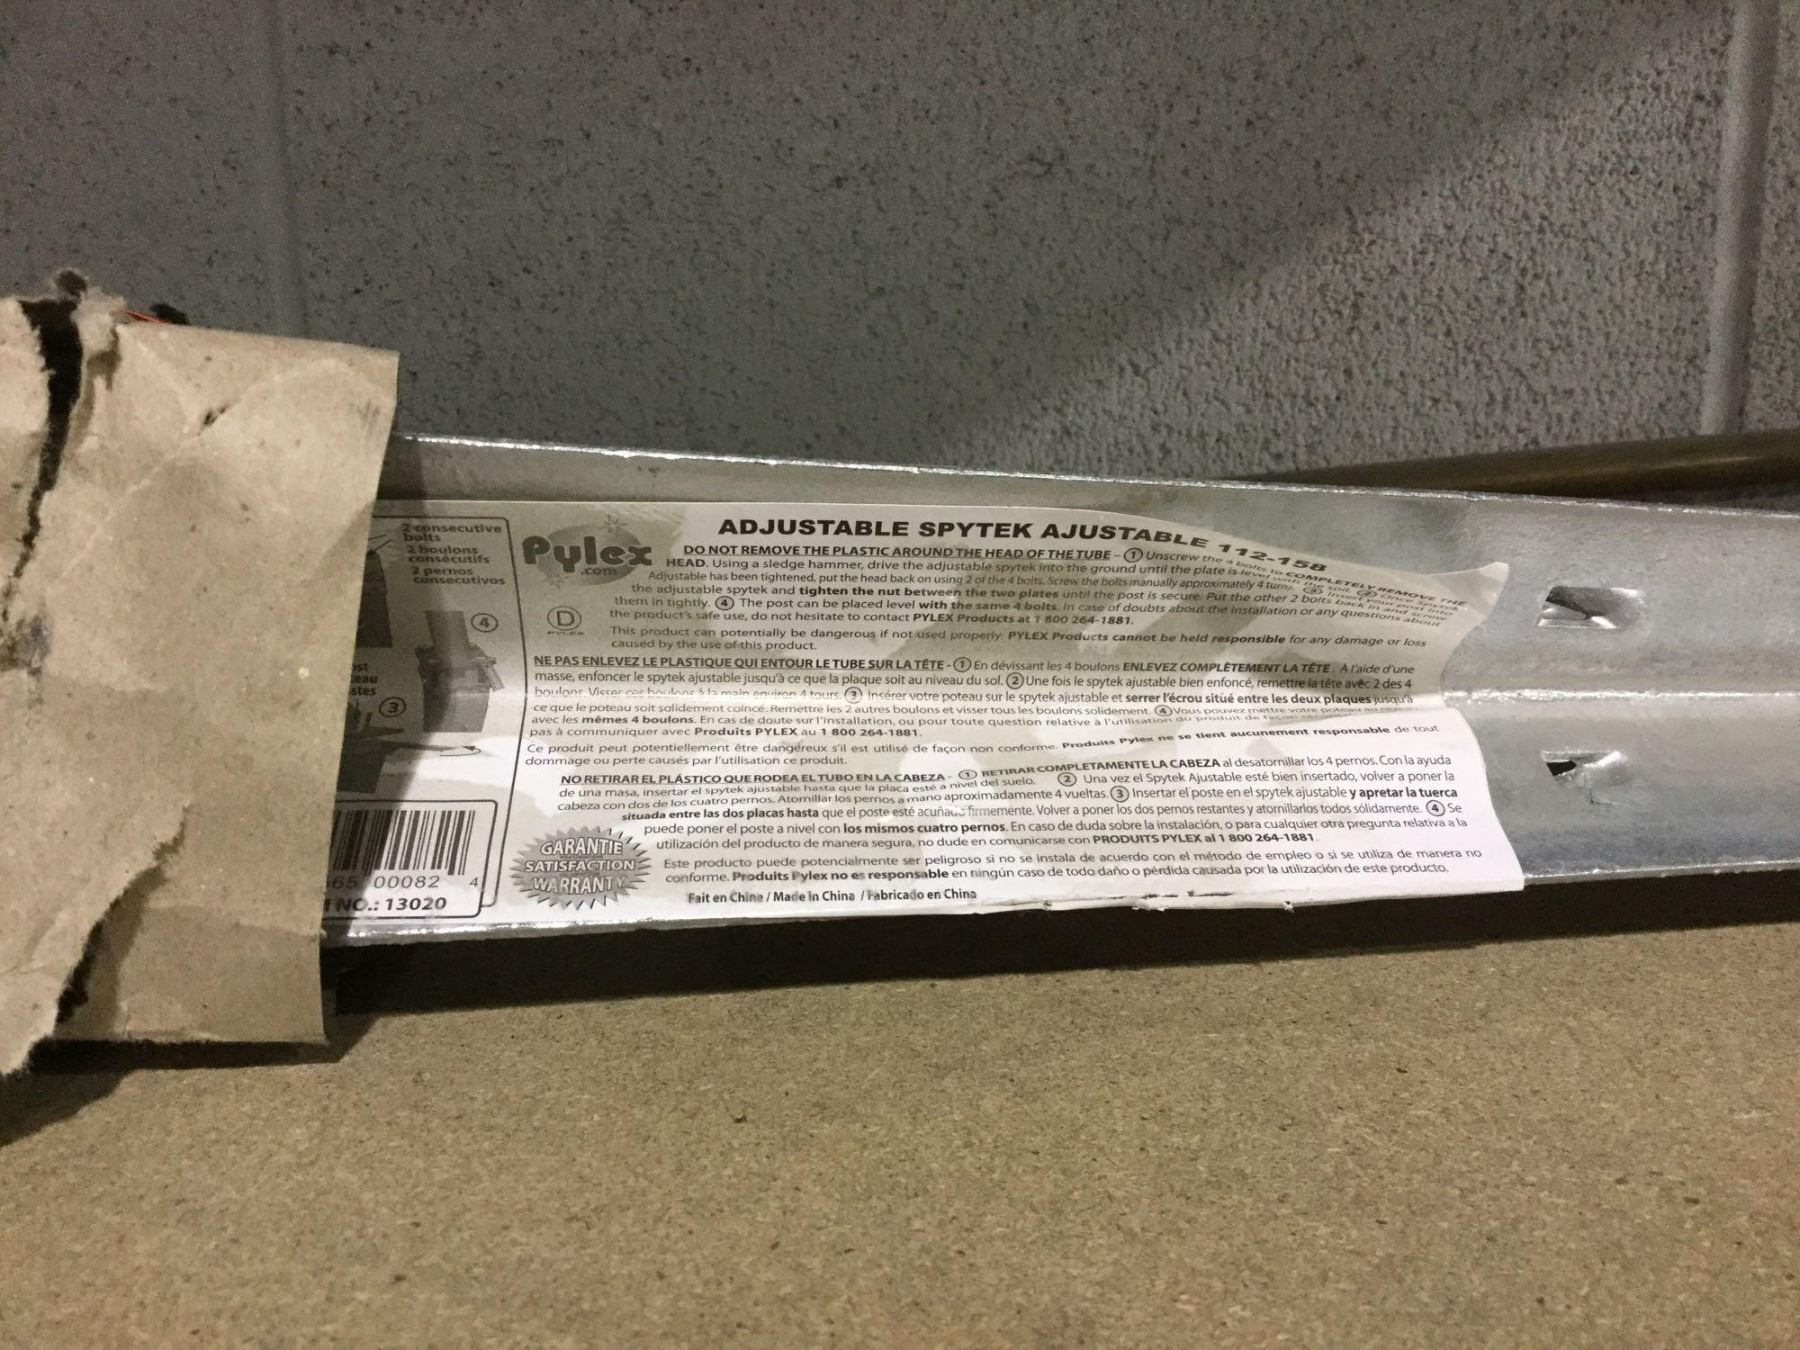 2 consecutive
bolts
2 boulons
consécutifs
2 pernos
consecutivos
4
3
00082 4
NO.: 13020
Pylex
.com
D
PYLEX
ADJUSTABLE SPYTEK AJUSTABLE 112-158
DO NOT REMOVE THE PLASTIC AROUND THE HEAD OF THE TUBE - ① Unscrew the 4 bolts to COMPLETELY REMOVE THE
HEAD. Using a sledge hammer, drive the adjustable spytek into the ground until the plate is level with the soil. ② Once Spytek
Adjustable has been tightened, put the head back on using 2 of the 4 bolts. Screw the bolts manually approximately 4 turns. ③ Insert your post into
the adjustable spytek and tighten the nut between the two plates until the post is secure. Put the other 2 bolts back in and screw
them in tightly. ④ The post can be placed level with the same 4 bolts. In case of doubts about the installation or any questions about
the product's safe use, do not hesitate to contact PYLEX Products at 1 800 264-1881.
This product can potentially be dangerous if not used properly. PYLEX Products cannot be held responsible for any damage or loss
caused by the use of this product.
NE PAS ENLEVEZ LE PLASTIQUE QUI ENTOUR LE TUBE SUR LA TÊTE - ① En dévissant les 4 boulons ENLEVEZ COMPLÈTEMENT LA TÊTE. A l'aide d'une
masse, enfoncer le spytek ajustable jusqu'à ce que la plaque soit au niveau du sol. ② Une fois le spytek ajustable bien enfoncé, remettre la tête avec 2 des 4
boulons. Visser ces boulons à la main environ 4 tours. ③ Insérer votre poteau sur le spytek ajustable et serrer l'écrou situé entre les deux plaques jusqu'à
ce que le poteau soit solidement coincé. Remettre les 2 autres boulons et visser tous les boulons solidement. ④ Vous pouvez mettre votre poteau au niveau
avec les mêmes 4 boulons. En cas de doute sur l'installation, ou pour toute question relative à l'utilisation du produit de façon
pas à communiquer avec Produits PYLEX au 1 800 264-1881.
Ce produit peut potentiellement être dangereux s'il est utilisé de façon non conforme. Produits Pylex ne se tient aucunement responsable de tout
dommage ou perte causés par l'utilisation ce produit.
NO RETIRAR EL PLÁSTICO QUE RODEA EL TUBO EN LA CABEZA - ① RETIRAR COMPLETAMENTE LA CABEZA al desatornillar los 4 pernos. Con la ayuda
de una masa, insertar el spytek ajustable hasta que la placa esté a nivel del suelo. ② Una vez el Spytek Ajustable esté bien insertado, volver a poner la
cabeza con dos de los cuatro pernos. Atornillar los pernos a mano aproximadamente 4 vueltas. ③ Insertar el poste en el spytek ajustable y apretar la tuerca
situada entre las dos placas hasta que el poste esté acuñado firmemente. Volver a poner los dos pernos restantes y atornillarlos todos sólidamente. ④ Se
puede poner el poste a nivel con los mismos cuatro pernos. En caso de duda sobre la instalación, o para cualquier otra pregunta relativa a la
utilización del producto de manera segura, no dude en comunicarse con PRODUITS PYLEX al 1 800 264-1881.
Este producto puede potencialmente ser peligroso si no se instala de acuerdo con el método de empleo o si se utiliza de manera no
conforme. Produits Pylex no es responsable en ningún caso de todo daño o pérdida causada por la utilización de este producto.
Fait en Chine / Made in China / Fabricado en China
GARANTIE
SATISFACTION
WARRANTY